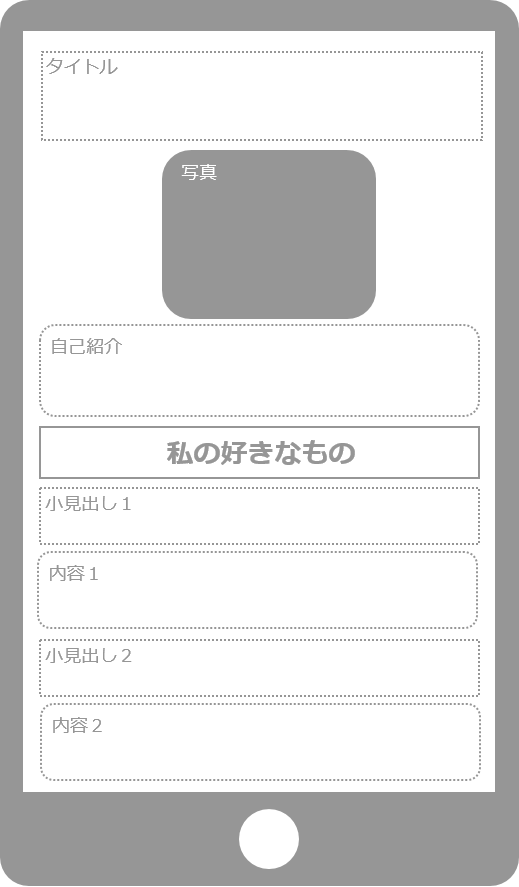 タイトル
写真
自己紹介
私の好きなもの
小見出し１
内容１
小見出し２
内容２